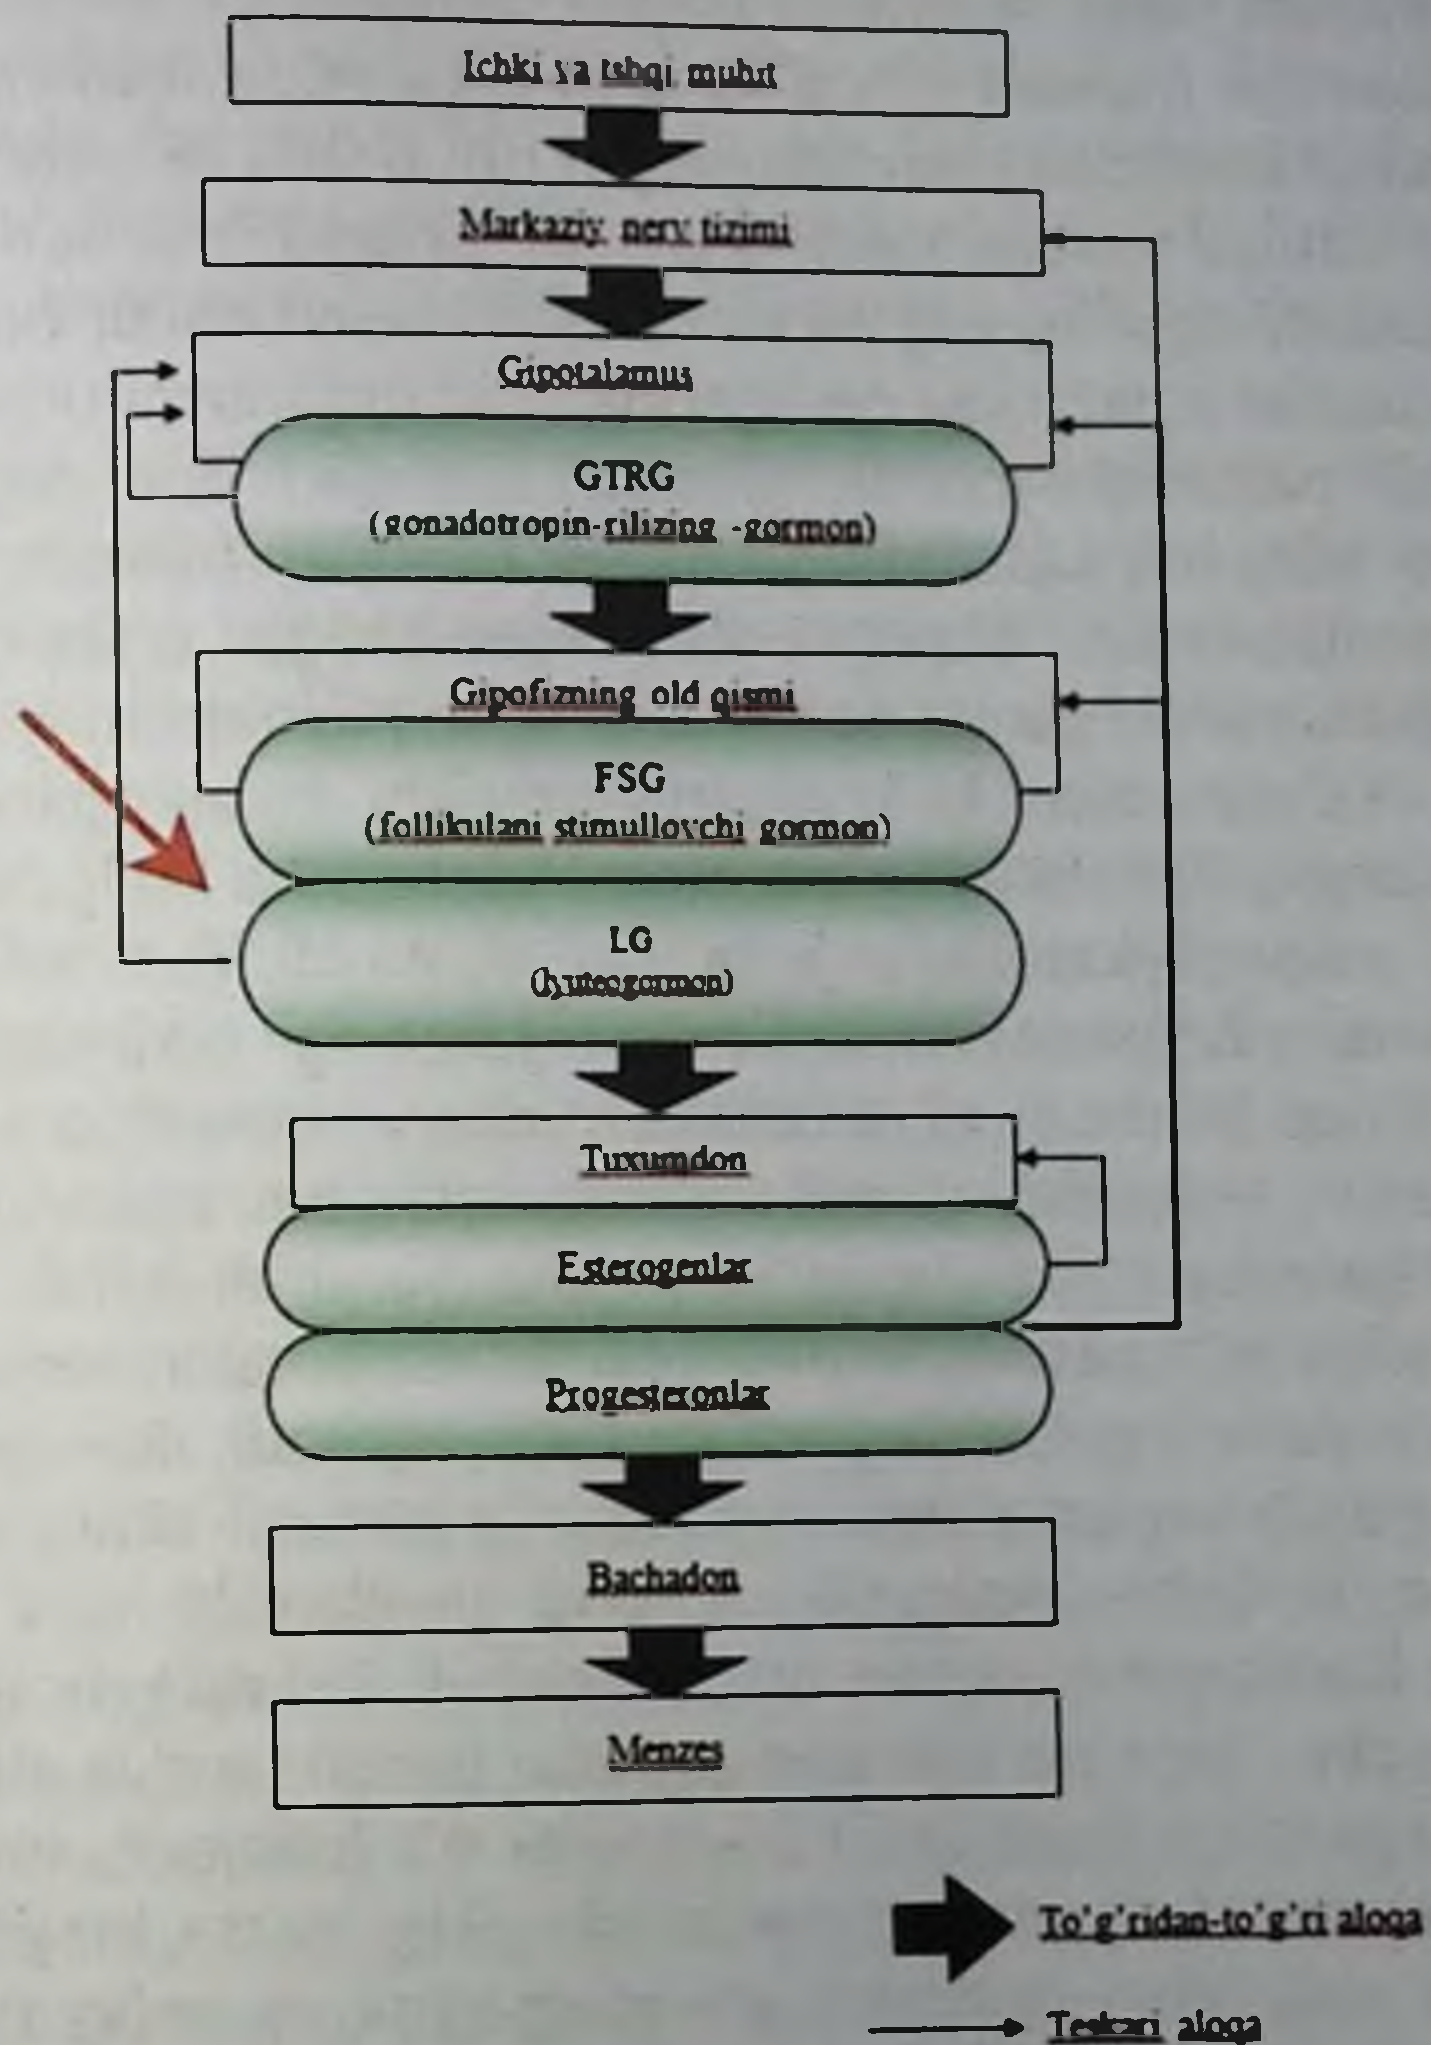 Ichki va tshqi muhit
Markaziy nerv tizimi
Gipotalamus
GTRG
(gonadotropin-rilizing -gormon)
Gipofizning old qismi
FSG
(follikulani stimullovchi gormon)
LG
(lyuteogormon)
Tuxumdon
Esterogenlar
Progesteronlar
Bachadon
Menzes
To'g'ridan-to'g'ri aloqa
Teskari aloqa